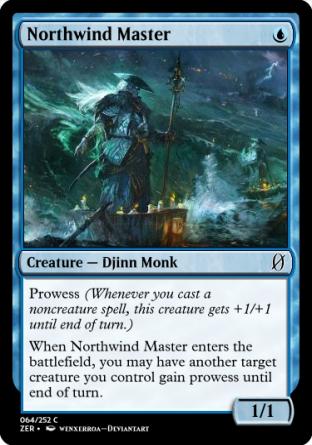 Northwind Master
Creature — Djinn Monk
Prowess (Whenever you cast a
noncreature spell, this creature gets +1/+1
until end of turn.)
When Northwind Master enters the
battlefield, you may have another target
creature you control gain prowess until
end of turn.
1/1
064/252 C
ZER • WENXERROA—DEVIANTART